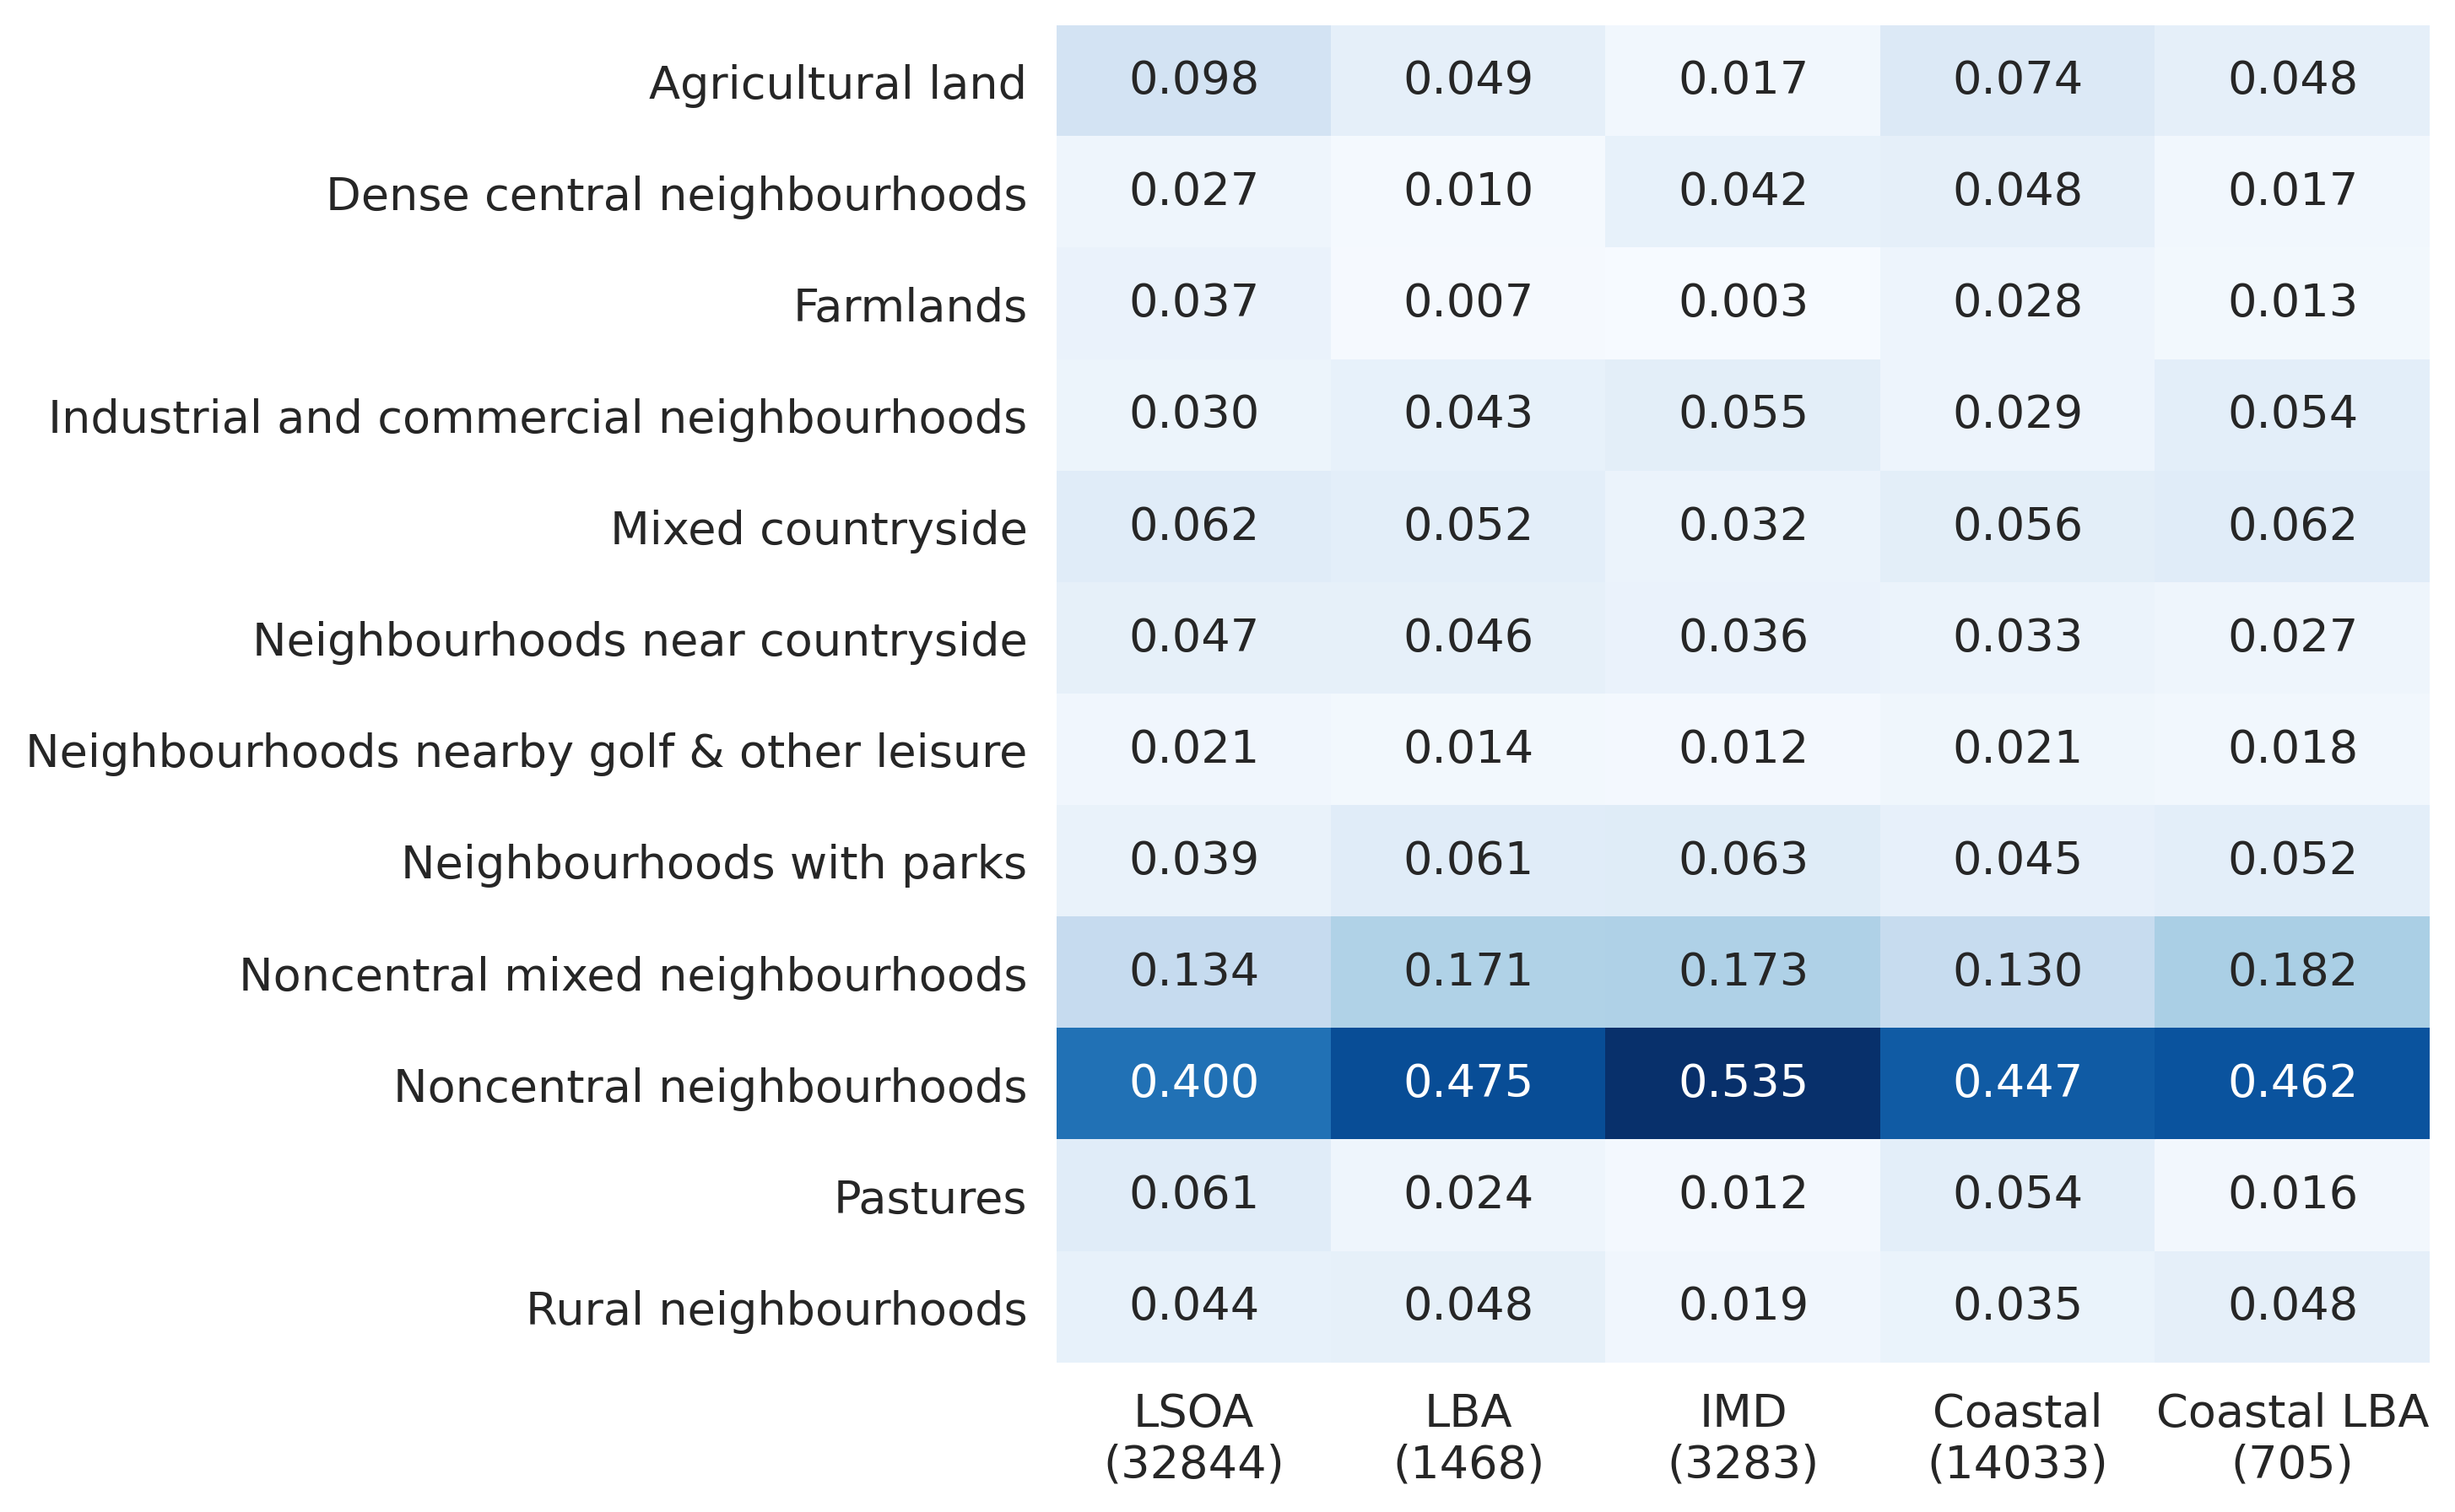 Agricultural land 0.098 0.049 0.017 0.074 0.048
Dense central neighbourhoods 0.027 0.010 0.042 0.048 0.017
Farmlands 0.037 0.007 0.003 0.028 0.013
Industrial and commercial neighbourhoods 0.030 0.043 0.055 0.029 0.054
Mixed countryside 0.062 0.052 0.032 0.056 0.062
Neighbourhoods near countryside 0.047 0.046 0.036 0.033 0.027
Neighbourhoods nearby golf & other leisure 0.021 0.014 0.012 0.021 0.018
Neighbourhoods with parks 0.039 0.061 0.063 0.045 0.052
Noncentral mixed neighbourhoods 0.134 0.171 0.173 0.130 0.182
Noncentral neighbourhoods 0.400 0.475 0.535 0.447 0.462
Pastures 0.061 0.024 0.012 0.054 0.016
Rural neighbourhoods 0.044 0.048 0.019 0.035 0.048
LSOA LBA IMD Coastal Coastal LBA
(32844) (1468) (3283) (14033) (705)